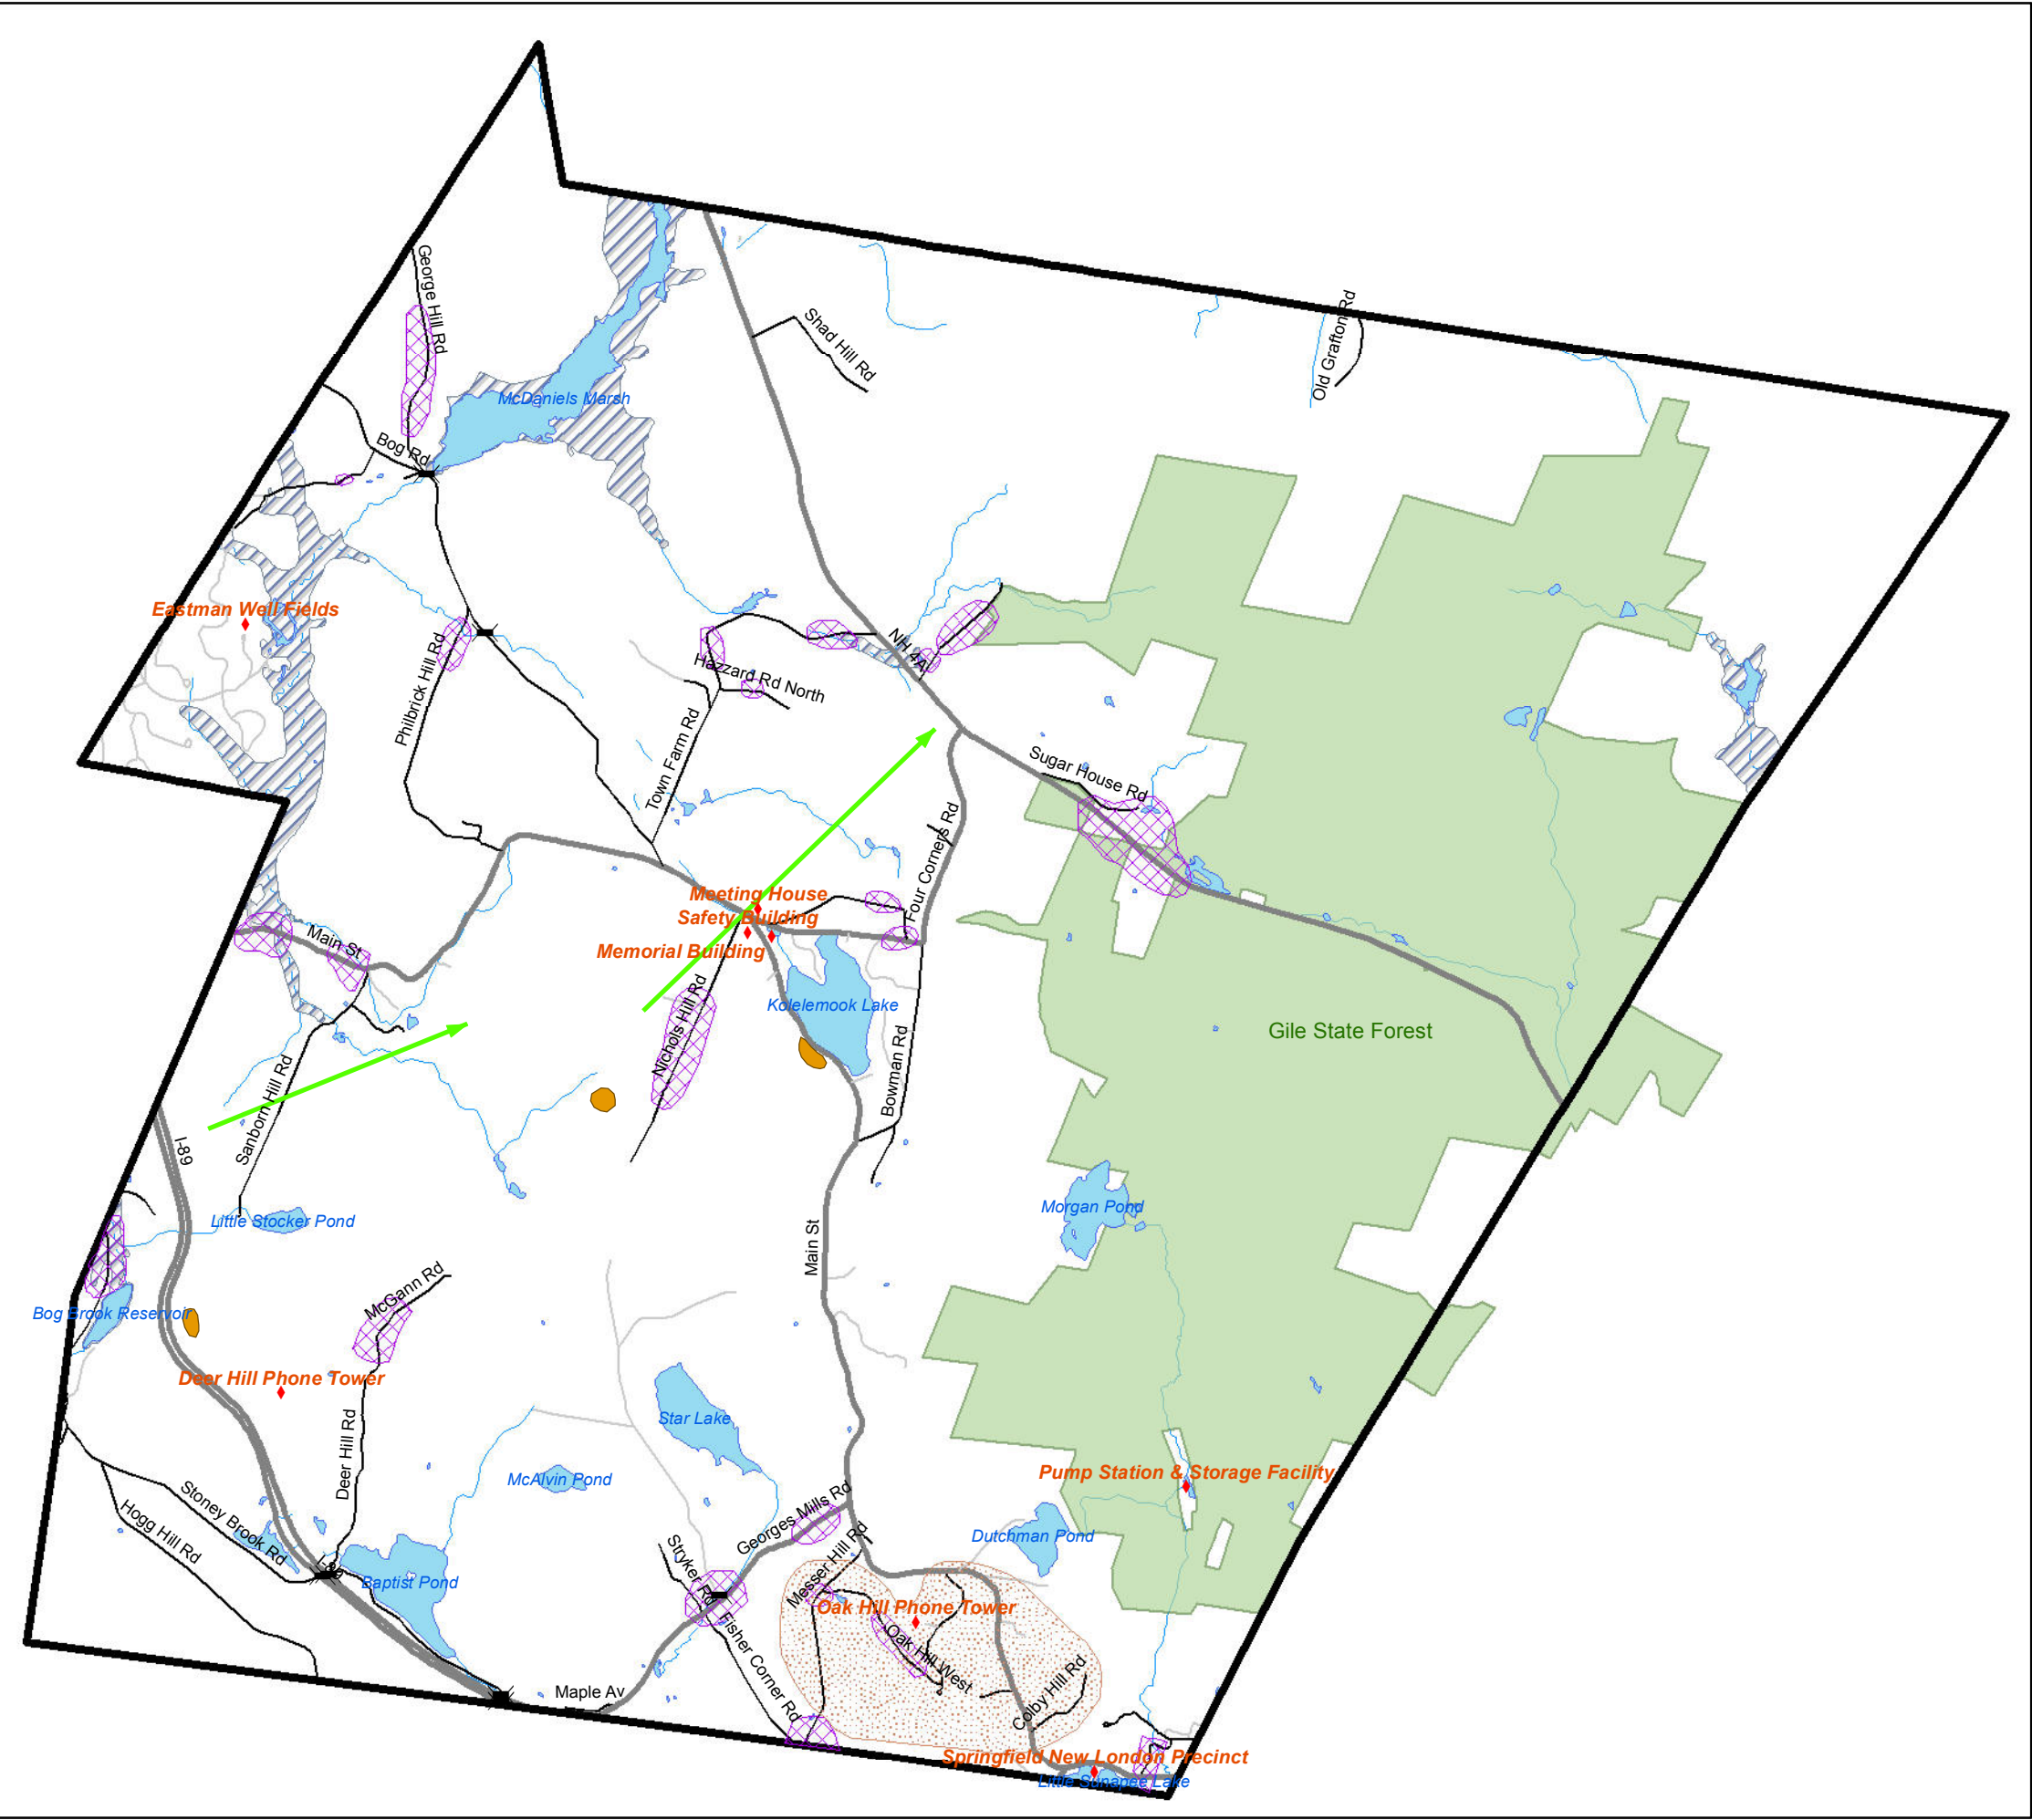 George Hill Rd
Shad Hill Rd
Old Grafton Rd
McDaniels Marsh
Bog Rd
Eastman Well Fields
Philbrick Hill Rd
NH 4A
Hazzard Rd North
Town Farm Rd
Sugar House Rd
Four Corners Rd
Meeting House
Safety Building
Memorial Building
Main St
Kolelemook Lake
Nichols Hill Rd
Gile State Forest
Bowman Rd
Sanborn Hill Rd
I-89
Little Stocker Pond
Morgan Pond
Main St
McGann Rd
Bog Brook Reservoir
Deer Hill Phone Tower
Star Lake
Deer Hill Rd
McAlvin Pond
Pump Station & Storage Facility
Stoney Brook Rd
Hogg Hill Rd
Georges Mills Rd
Dutchman Pond
Stryker Rd
Messer Hill Rd
I-89
Baptist Pond
Oak Hill Phone Tower
Oak Hill West
Fisher Corner Rd
Colby Hill Rd
Maple Av
Springfield New London Precinct
Little Sunapee Lake